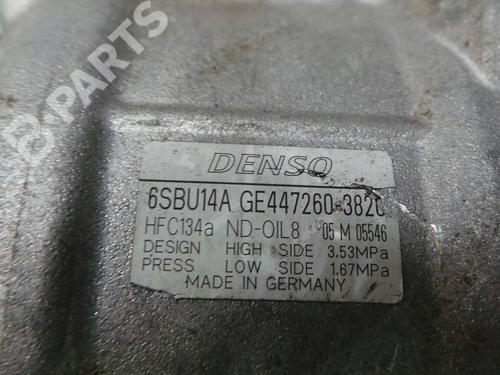 B-PARTS
DENSO
6SBU14A GE447260-3820
HFC134a ND-OIL8 05 M 05546
DESIGN HIGH SIDE 3.53MPa
PRESS LOW SIDE 1.67MPa
MADE IN GERMANY